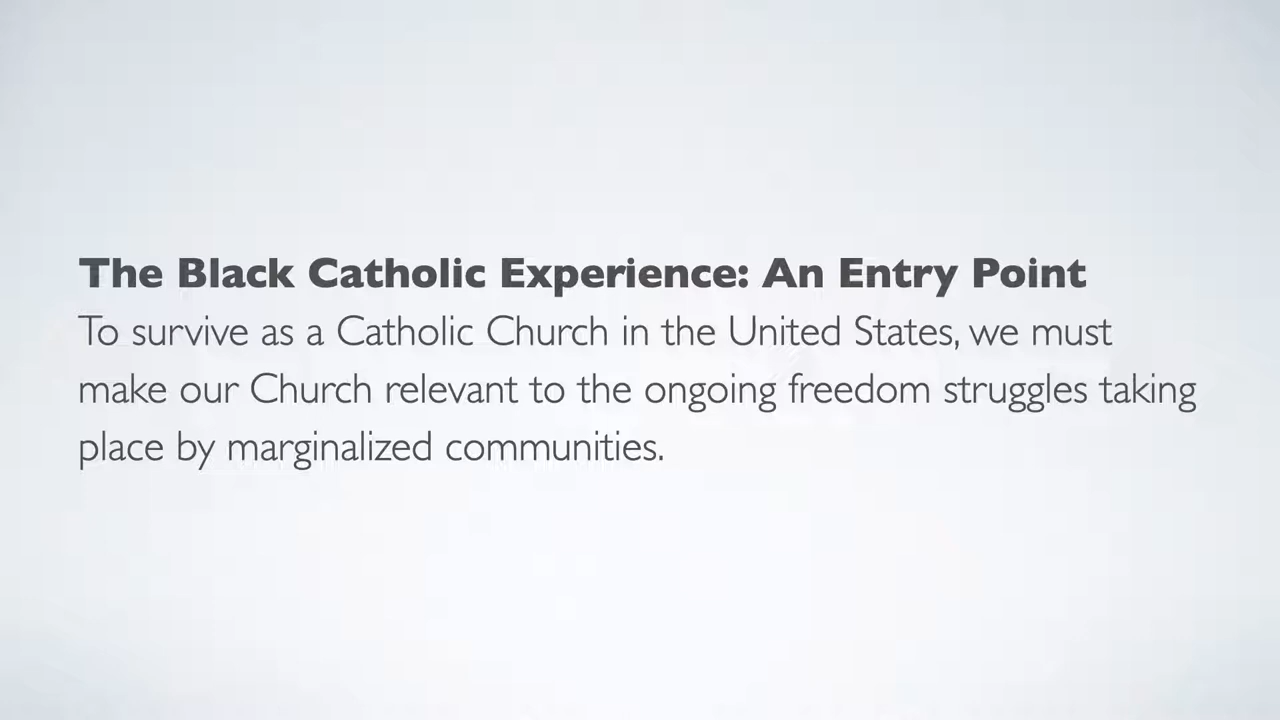 The Black Catholic Experience: An Entry Point
To survive as a Catholic Church in the United States, we must
make our Church relevant to the ongoing freedom struggles taking
place by marginalized communities.